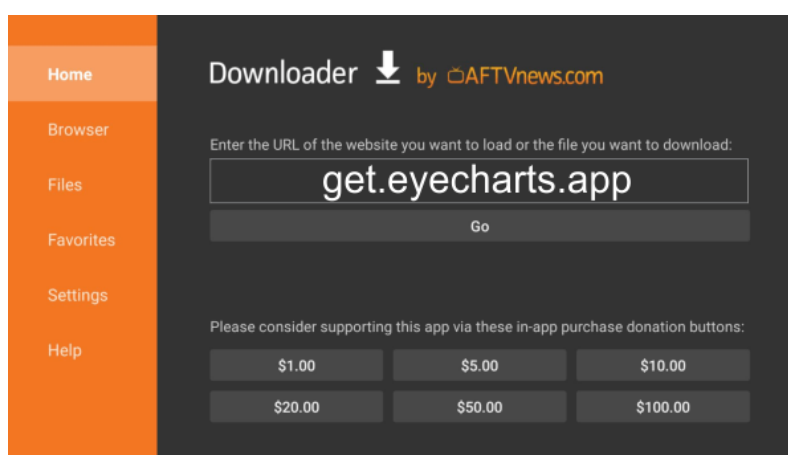 Home
Browser
Files
Favorites
Settings
Help
Downloader by AFTVnews.com
Enter the URL of the website you want to load or the file you want to download:
get.eyecharts.app
Go
Please consider supporting this app via these in-app purchase donation buttons:
$1.00 $5.00 $10.00
$20.00 $50.00 $100.00